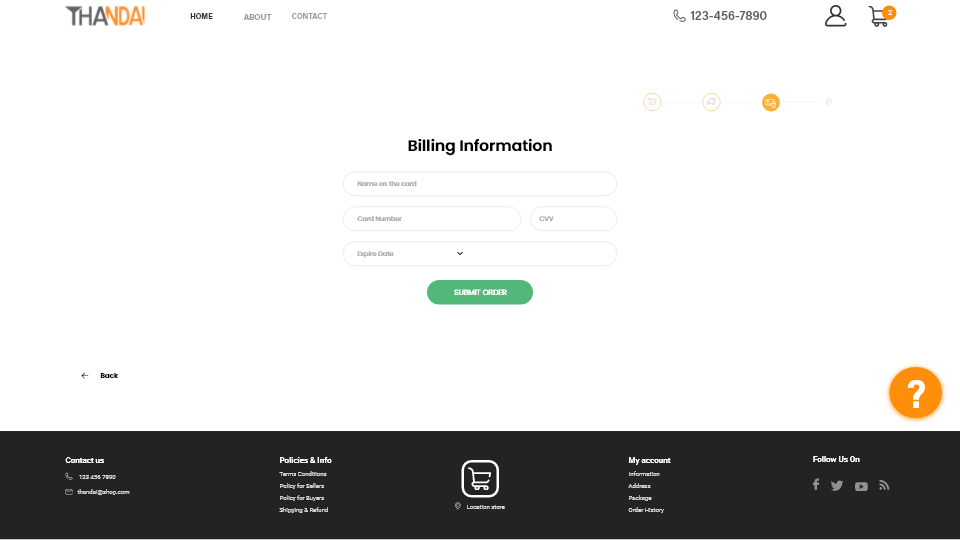 THANDAI
HOME
ABOUT
CONTACT
123-456-7890
2
Billing Information
Name on the card
Card Number
CVV
Expire Date
SUBMIT ORDER
Back
?
Contact us
123 456 7890
thandai@shop.com
Policies & Info
Terms Conditions
Policy for Sellers
Policy for Buyers
Shipping & Refund
Location store
My account
Information
Address
Package
Order History
Follow Us On